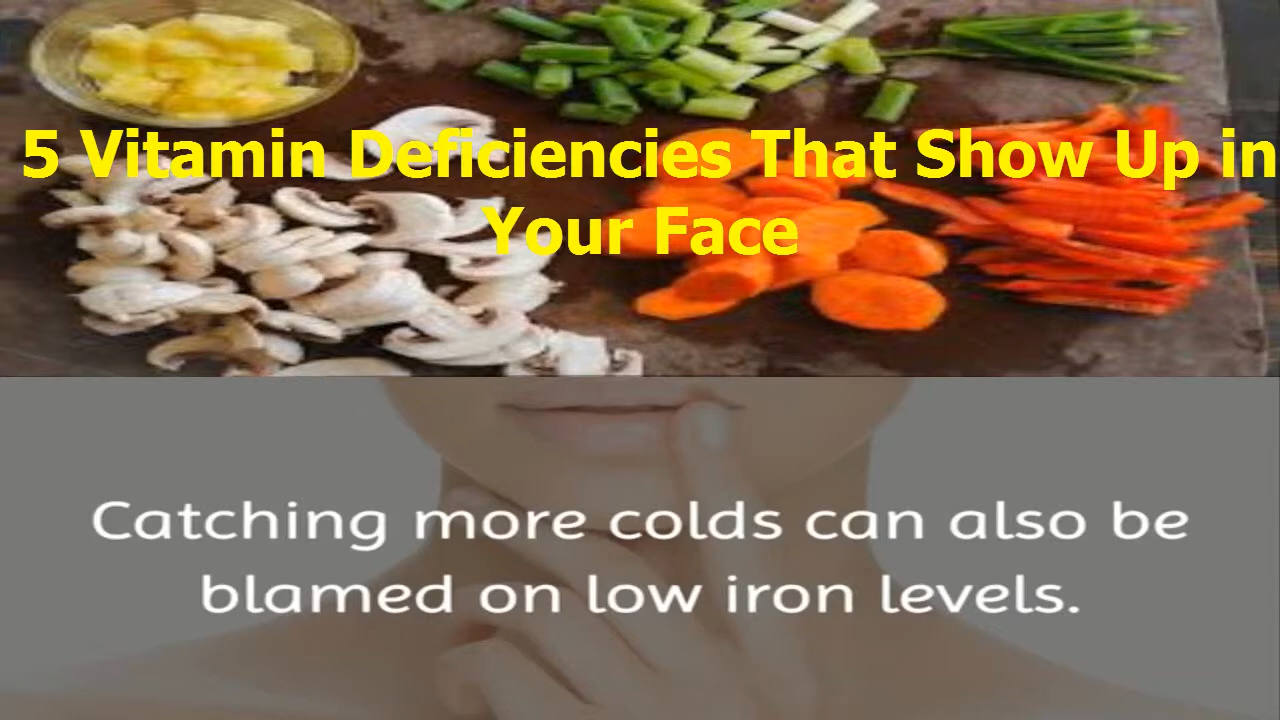 5 Vitamin Deficiencies That Show Up in
Your Face
Catching more colds can also be
blamed on low iron levels.